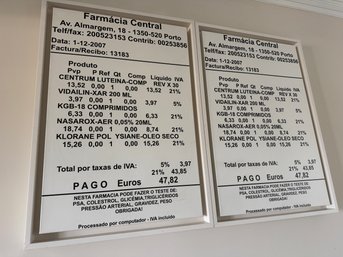 Farmácia Central
Av. Almargem, 18 - 1350-520 Porto
Telf/fax: 200523153 Contrib: 00253856
Data: 1-12-2007
Factura/Recibo: 13183
Produto
Pvp P Ref Qt Comp Liquido IVA
CENTRUM LUTEINA-COMP REV X 30
13,52 0,00 1 0,00 13,52 21%
VIDAILIN-XAR 200 ML
3,97 0,00 1 0,00 3,97 5%
KGB-18 COMPRIMIDOS
6,33 0,00 1 0,00 6,33 21%
NASAROX-AER 0,05% 20ML
18,74 0,00 1 0,00 18,74 21%
KLORANE POL YSIANE-OLEO SECO
15,26 0,00 1 0,00 15,26 21%
Total por taxas de IVA: 5% 3,97
21% 43,85
PAGO Euros 47,82
NESTA FARMACIA PODE FAZER O TESTE DE:
PSA, COLESTROL, GLICÉMIA,TRIGLICÉRIDOS
PRESSÃO ARTERIAL, GRAVIDEZ, PESO
OBRIGADA!
Processado por computador - IVA incluido
Farmácia Central
Av. Almargem, 18 - 1350-520 Porto
Telf/fax: 200523153 Contrib: 00253856
Data: 1-12-2007
Factura/Recibo: 13183
Produto
Pvp P Ref Qt Comp Liquido IVA
CENTRUM LUTEINA-COMP REV X 30
13,52 0,00 1 0,00 13,52 21%
VIDAILIN-XAR 200 ML
3,97 0,00 1 0,00 3,97 5%
KGB-18 COMPRIMIDOS
6,33 0,00 1 0,00 6,33 21%
NASAROX-AER 0,05% 20ML
18,74 0,00 1 0,00 18,74 21%
KLORANE POL YSIANE-OLEO SECO
15,26 0,00 1 0,00 15,26 21%
Total por taxas de IVA: 5% 3,97
21% 43,85
PAGO Euros 47,82
NESTA FARMACIA PODE FAZER O TESTE DE:
PSA, COLESTROL, GLICÉMIA,TRIGLICÉRIDOS
PRESSÃO ARTERIAL, GRAVIDEZ, PESO
OBRIGADA!
Processado por computador - IVA incluido